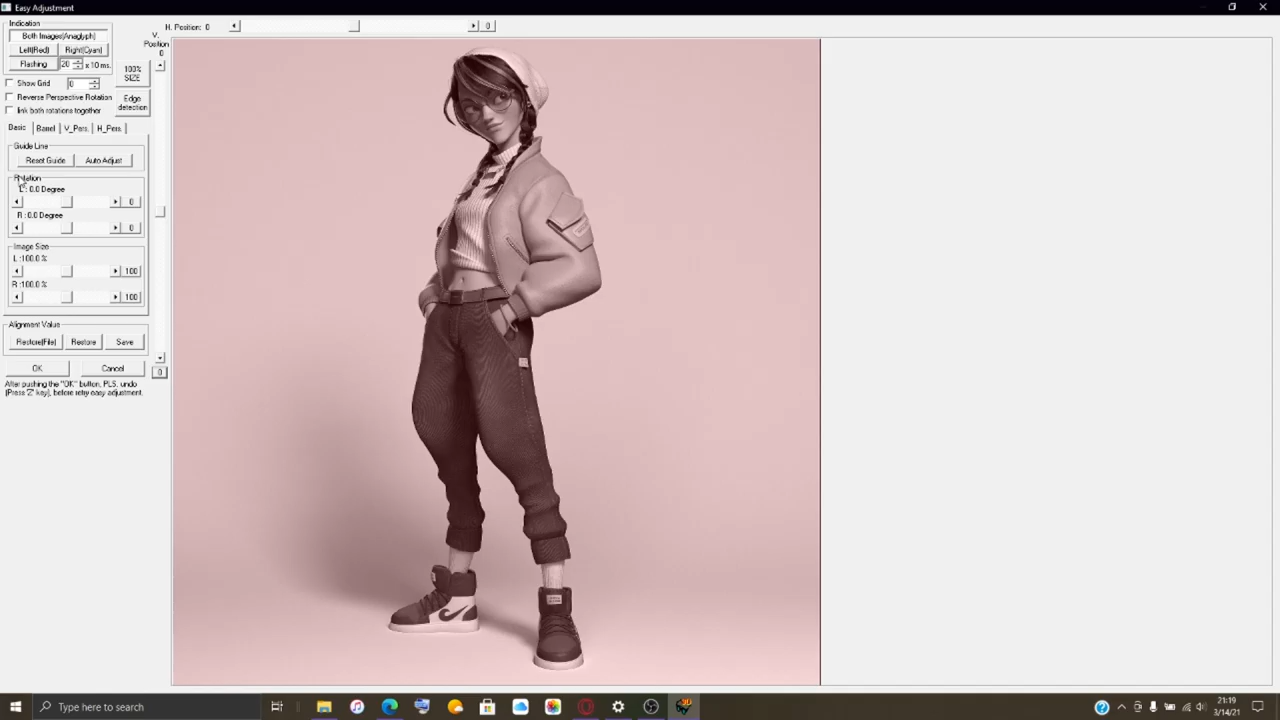 Easy Adjustment
Indication
Both Images(Anaglyph)
Left(Red) Right(Cyan)
Flashing 20 x 10 ms.
H. Position: 0
0
V.
Position
0
100%
SIZE
Show Grid 0
Reverse Perspective Rotation
link both rotations together
Edge
detection
Basic Barrel V_Pers. H_Pers.
Guide Line
Reset Guide Auto Adjust
Rotation
L : 0.0 Degree
0
R : 0.0 Degree
0
Image Size
L :100.0 %
100
R :100.0 %
100
Alignment Value
Restore(File) Restore Save
0
OK Cancel
After pushing the "OK" button, PLS. undo
(Press 'Z' key), before retry easy adjustment.
Type here to search
21:19
3/14/21